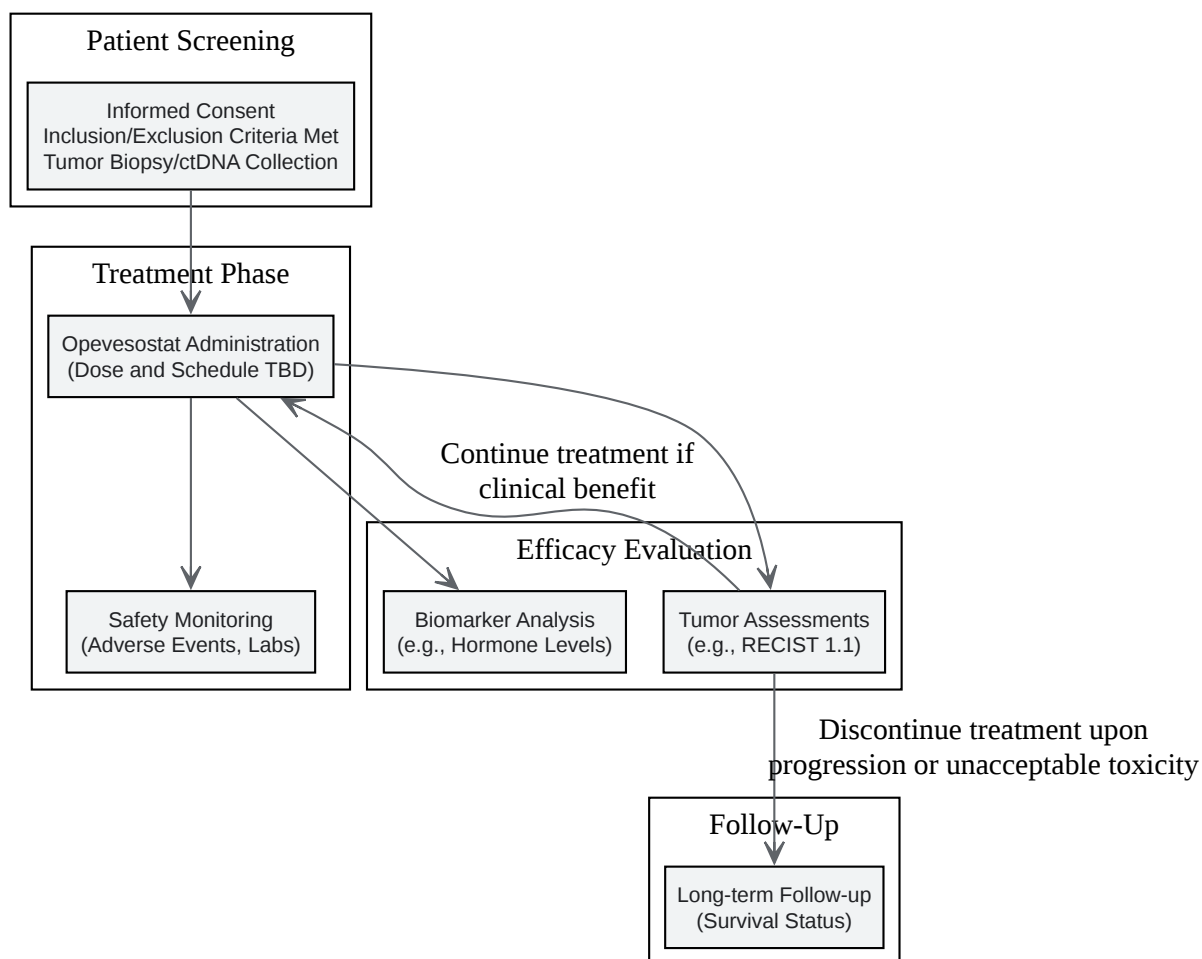 Patient Screening
Informed Consent
Inclusion/Exclusion Criteria Met
Tumor Biopsy/ctDNA Collection
Treatment Phase
Opevesostat Administration
(Dose and Schedule TBD)
Continue treatment if
clinical benefit
Efficacy Evaluation
Safety Monitoring
(Adverse Events, Labs)
Biomarker Analysis
(e.g., Hormone Levels)
Tumor Assessments
(e.g., RECIST 1.1)
Discontinue treatment upon
progression or unacceptable toxicity
Follow-Up
Long-term Follow-up
(Survival Status)